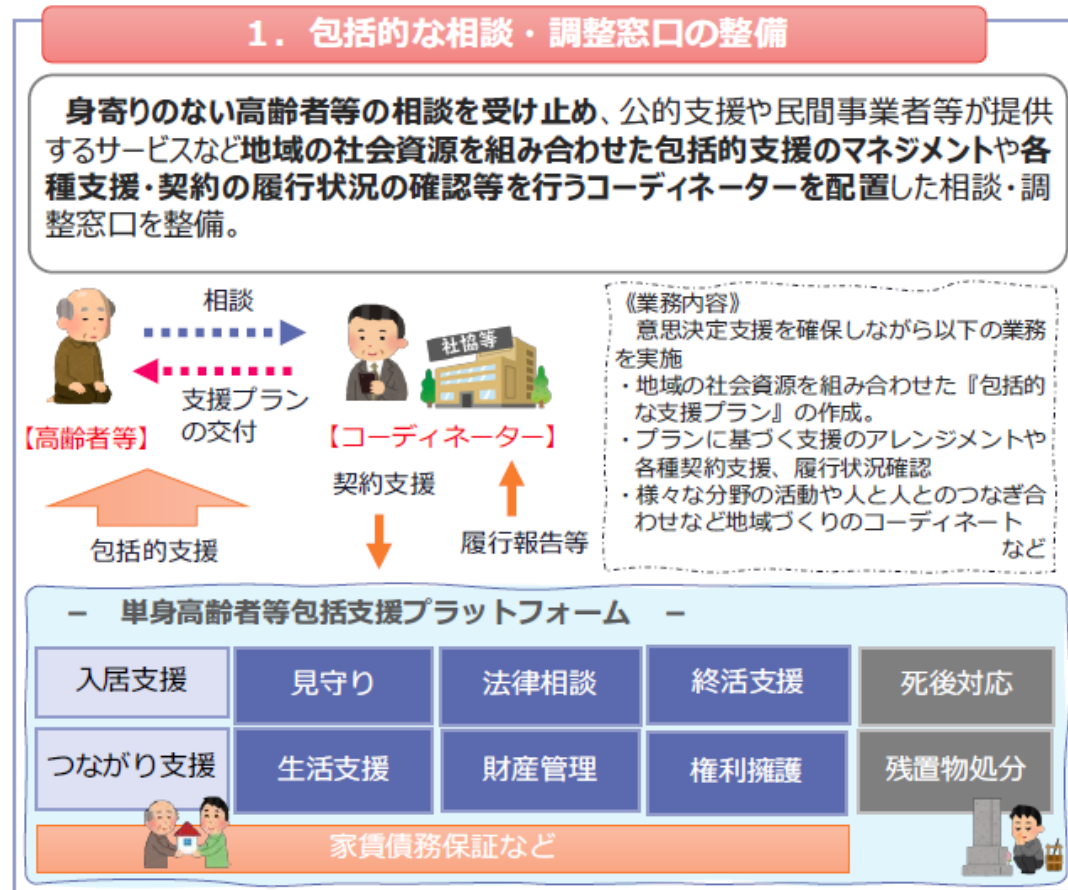 1．包括的な相談・調整窓口の整備
身寄りのない高齢者等の相談を受け止め、公的支援や民間事業者等が提供
するサービスなど地域の社会資源を組み合わせた包括的支援のマネジメントや各
種支援・契約の履行状況の確認等を行うコーディネーターを配置した相談・調
整窓口を整備。
相談
支援プラン
の交付
【高齢者等】
社協等
【コーディネーター】
契約支援
履行報告等
包括的支援
《業務内容》
意思決定支援を確保しながら以下の業務
を実施
・地域の社会資源を組み合わせた『包括的
な支援プラン』の作成。
・プランに基づく支援のアレンジメントや
各種契約支援、履行状況確認
・様々な分野の活動や人と人とのつなぎ合
わせなど地域づくりのコーディネート
など
－ 単身高齢者等包括支援プラットフォーム －
入居支援
見守り
法律相談
終活支援
死後対応
つながり支援
生活支援
財産管理
権利擁護
残置物処分
家賃債務保証など